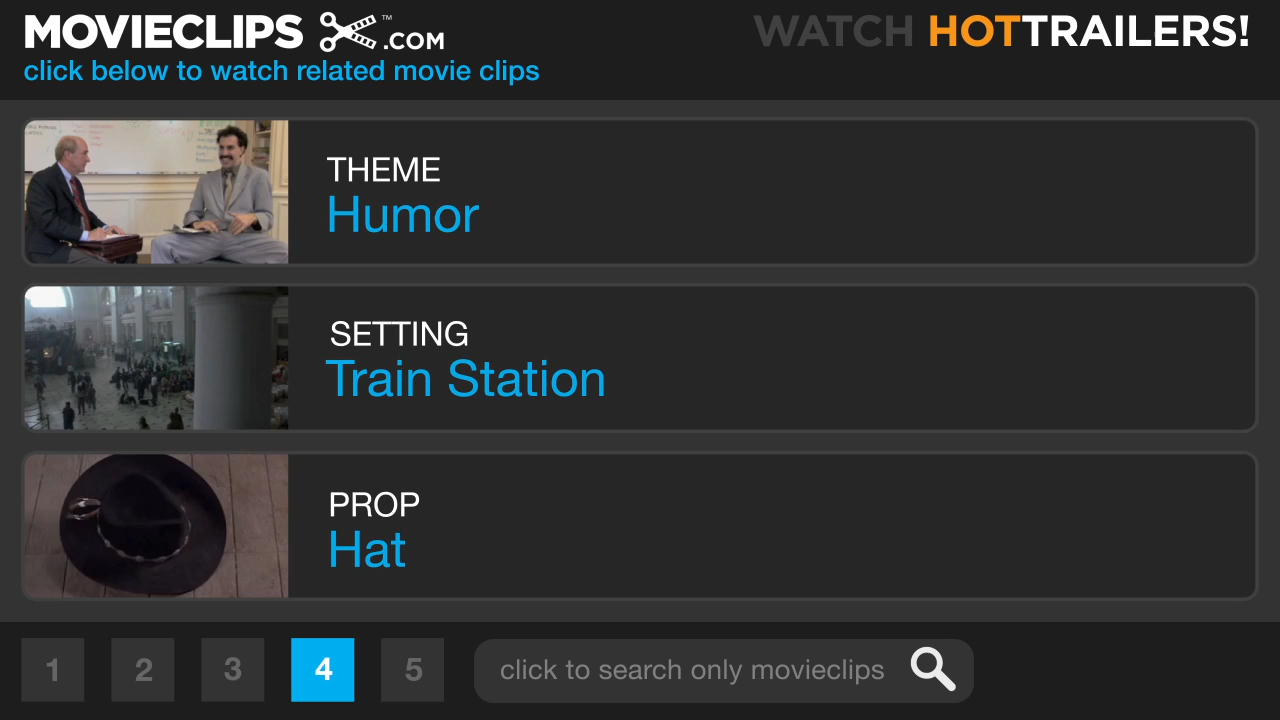 MOVIECLIPS ™ .COM
WATCH HOTTRAILERS!
click below to watch related movie clips
THEME
Humor
SETTING
Train Station
PROP
Hat
1 2 3 4 5
click to search only movieclips